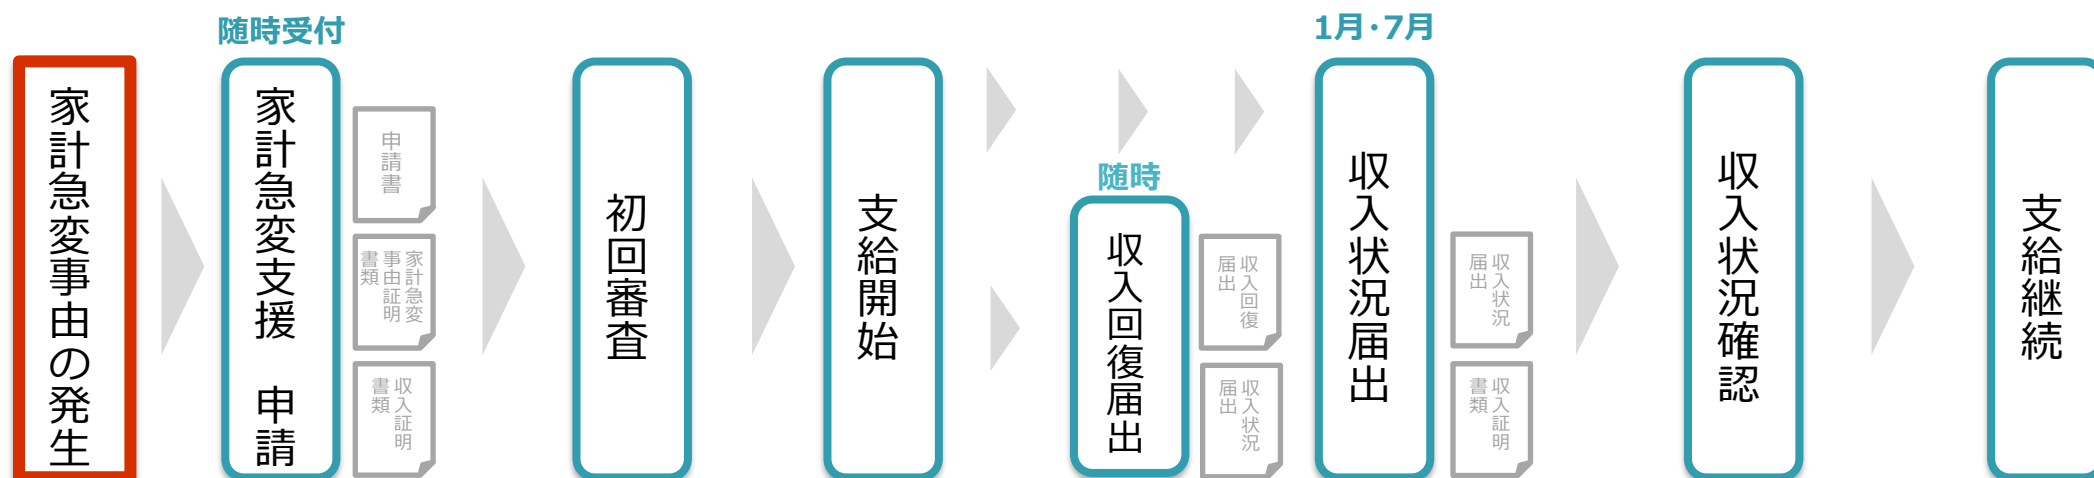 家計急変事由の発生
随時受付
家計急変支援　申請
申請書
家計急変
事由証明
書類
収入証明
書類
初回審査
支給開始
随時
収入回復届出
収入回復
届出
収入状況
届出
1月･7月
収入状況届出
収入状況
届出
収入証明
書類
収入状況確認
支給継続